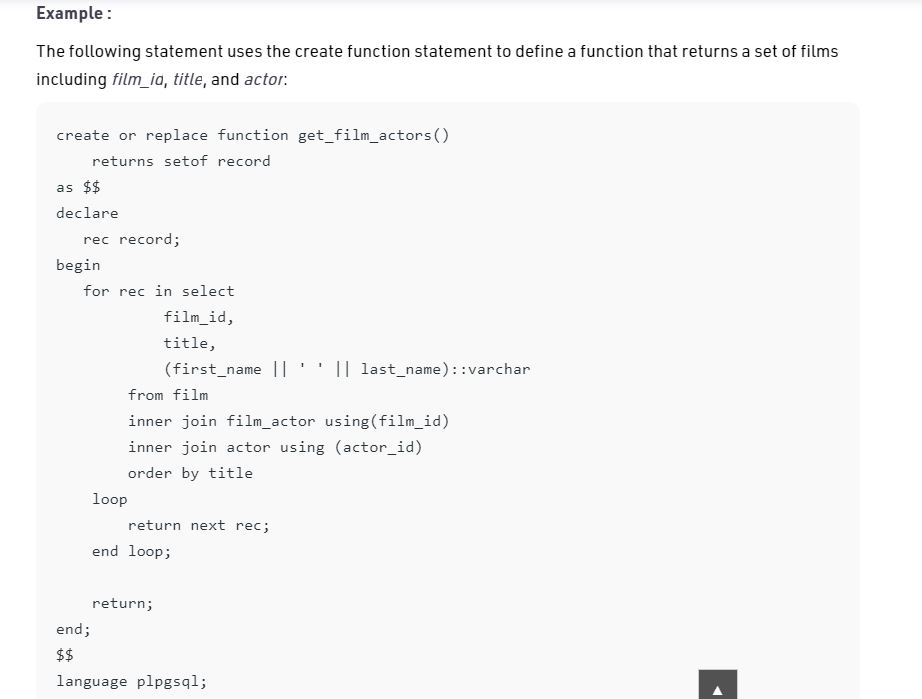 Example :
The following statement uses the create function statement to define a function that returns a set of films
including film_id, title, and actor:
create or replace function get_film_actors()
    returns setof record
as $$
declare
   rec record;
begin
   for rec in select
            film_id,
            title,
            (first_name || ' ' || last_name)::varchar
        from film
        inner join film_actor using(film_id)
        inner join actor using (actor_id)
        order by title
    loop
        return next rec;
    end loop;

    return;
end;
$$
language plpgsql;